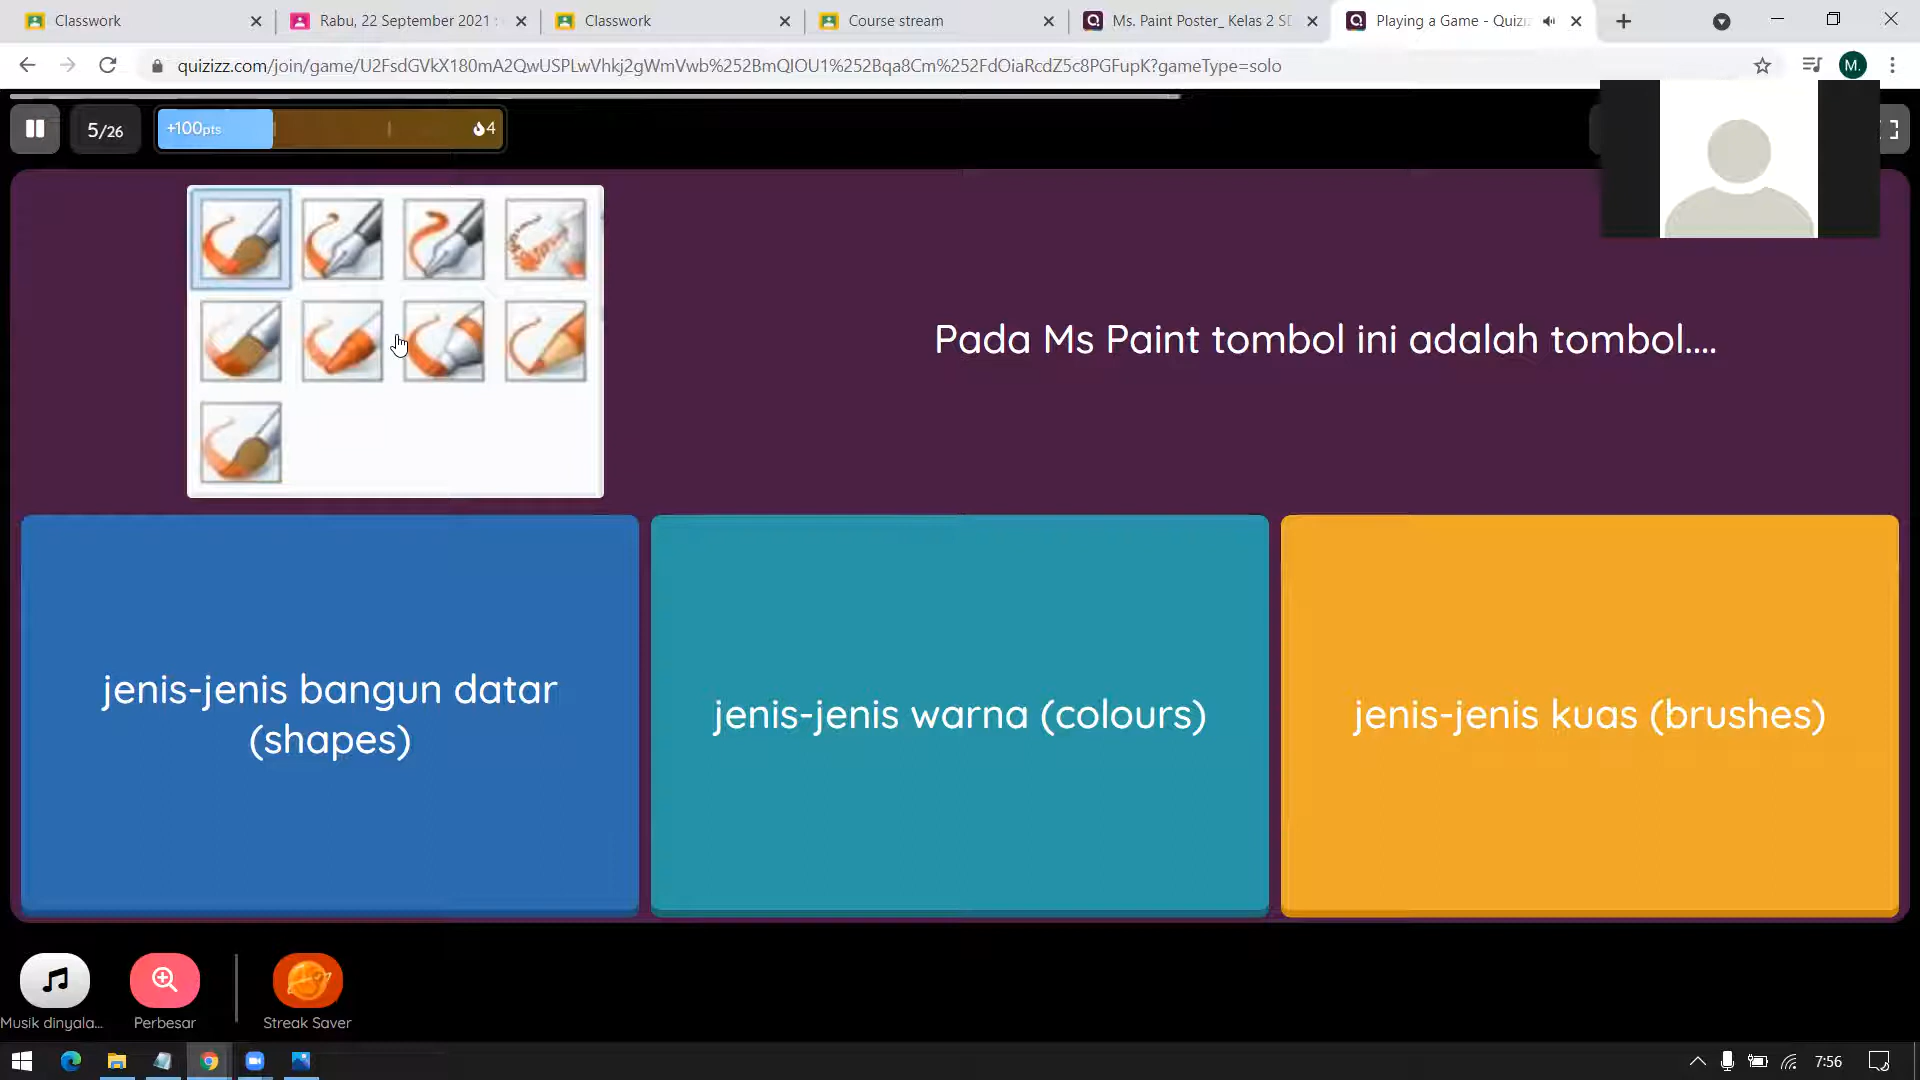 Classwork
Rabu, 22 September 2021 :
Classwork
Course stream
Ms. Paint Poster_ Kelas 2 SD
Playing a Game - Quiziz
quizizz.com/join/game/U2FsdGVkX180mA2QwUSPLwVhkj2gWmVwb%252BmQIOU1%252Bqa8Cm%252FdOiaRcdZ5c8PGFupK?gameType=solo
M.
5/26
+100pts
4
Pada Ms Paint tombol ini adalah tombol....
jenis-jenis bangun datar
(shapes)
jenis-jenis warna (colours)
jenis-jenis kuas (brushes)
Musik dinyala...
Perbesar
Streak Saver
7:56